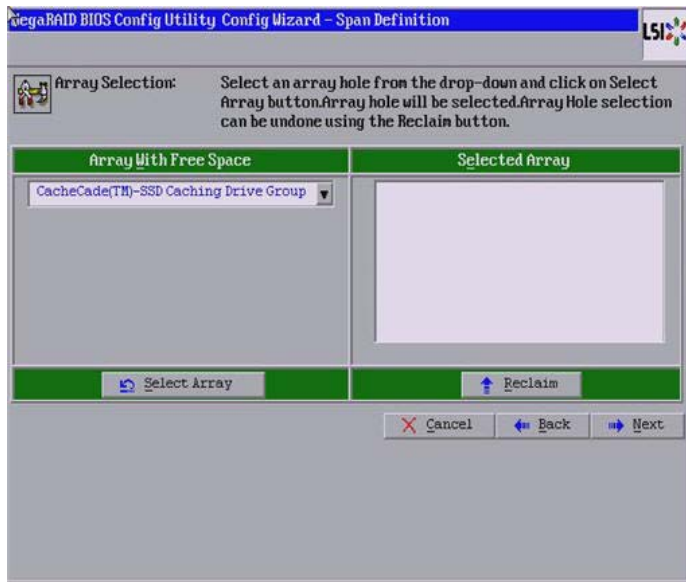 MegaRAID BIOS Config Utility Config Wizard - Span Definition
LSI
Array Selection:
Select an array hole from the drop-down and click on Select
Array button.Array hole will be selected.Array Hole selection
can be undone using the Reclaim button.
Array With Free Space
Selected Array
CacheCade(TM)-SSD Caching Drive Group
Select Array
Reclaim
Cancel
Back
Next